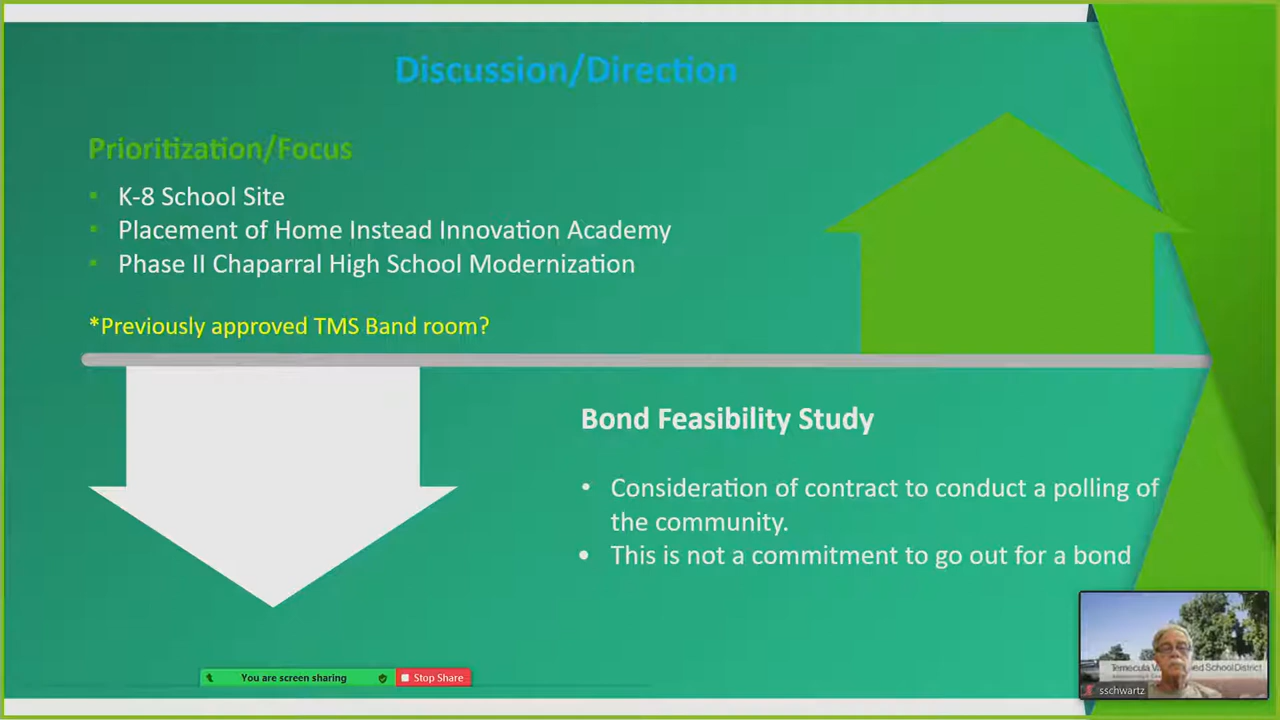 Discussion/Direction
Prioritization/Focus
• K-8 School Site
• Placement of Home Instead Innovation Academy
• Phase II Chaparral High School Modernization
*Previously approved TMS Band room?
Bond Feasibility Study
• Consideration of contract to conduct a polling of
the community.
• This is not a commitment to go out for a bond
You are screen sharing
Stop Share
School District
sschwartz